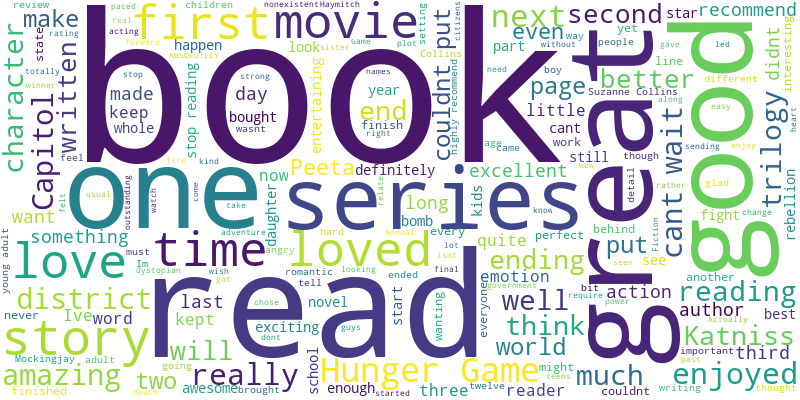 review
children
nonexistent
Haymitch
paced
real
first
movie
setting
citizens
next
second
star
recommend
make
acting
sister
Game
plot
yet
rating
forward
ABSOLUTELY
happen
look
Collins
even
part
way
people
gave
led
didnt
interesting
book
character
written
state
stop
strong
names
need
without
boy
line
different
made
day
year
entertaining
couldnt put
page
better
Suzanne Collins
along
keep
bought
end
highly recommend
little
easy
totally
winner
whole
wasnt
finish
right
age
came
cant
work
great
good
cant wait
trilogy
sending
enjoy
heart
Capitol
feel
stop reading
fire
kind
Peeta
definitely
excellent
wow
still
though
detail
rather
glad
change
rebellion
one
series
felt
usual
outstanding
watch
come
take
now
daughter
relate
long
kids
know
want
adventure
bomb
perfect
behind
put
Fiction
fight
something
time
loved
angry
hard
Annual
every
lot
quite
ending
seen
see
young adult
love
must
Im
dystopian
wish
got
romantic
tell
looking
ended
isnt
final
emotion
another
district
last
chose
novel
start
wanting
everyone
government
well
bit
require
action
power
reading
author
best
never
Ive
word
kept
exciting
guys
dont
read
think
world
Katniss
story
will
Mockingjay
adult
going
school
Hunger Game
might
teens
important
past
third
amazing
two
really
awesome
brought
enough
started
three
twelve
reader
much
couldnt
Actually
enjoyed
finished
death
writing
thought